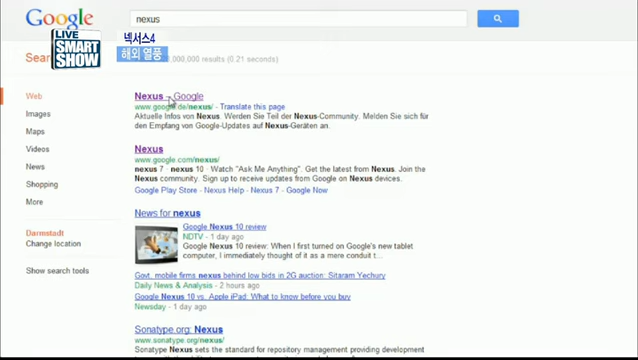 Google
nexus
LIVE
SMART
SHOW
넥서스4
해외 열풍
000,000 results (0.21 seconds)
Web
Images
Maps
Videos
News
Shopping
More
Darmstadt
Change location
Show search tools
Nexus - Google
www.google.de/nexus/ - Translate this page
Aktuelle Infos von Nexus. Werden Sie Teil der Nexus-Community. Melden Sie sich für
den Empfang von Google-Updates auf Nexus-Geräten an.
Nexus
www.google.com/nexus/
nexus 7 · nexus 10 · Watch "Ask Me Anything". Get the latest from Nexus. Join the
Nexus community. Sign up to receive updates from Google on Nexus devices.
Google Play Store - Nexus Help - Nexus 7 - Google Now
News for nexus
Google Nexus 10 review
NDTV - 1 day ago
Google Nexus 10 review: When I first turned on Google's new tablet
computer, I immediately thought of it as a mere conduit t...
Govt, mobile firms nexus behind low bids in 2G auction: Sitaram Yechury
Daily News & Analysis - 2 hours ago
Google Nexus 10 vs. Apple iPad: What to know before you buy
Newsday - 1 day ago
Sonatype.org: Nexus
www.sonatype.org/nexus/
Sonatype Nexus sets the standard for repository management providing development